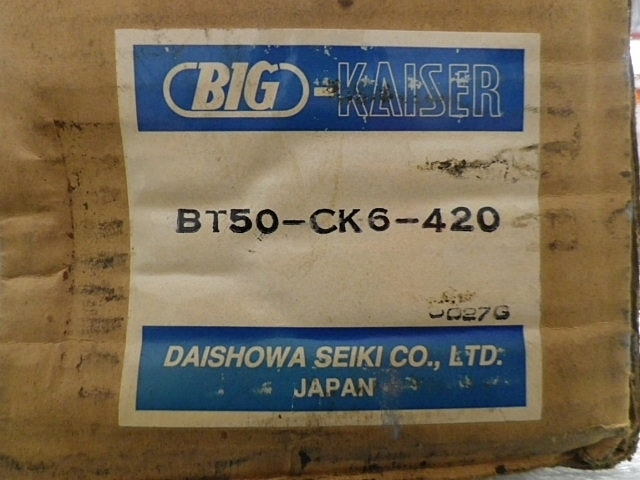 BIG-KAISER
BT50-CK6-420
DAISHOWA SEIKI CO., LTD.
JAPAN